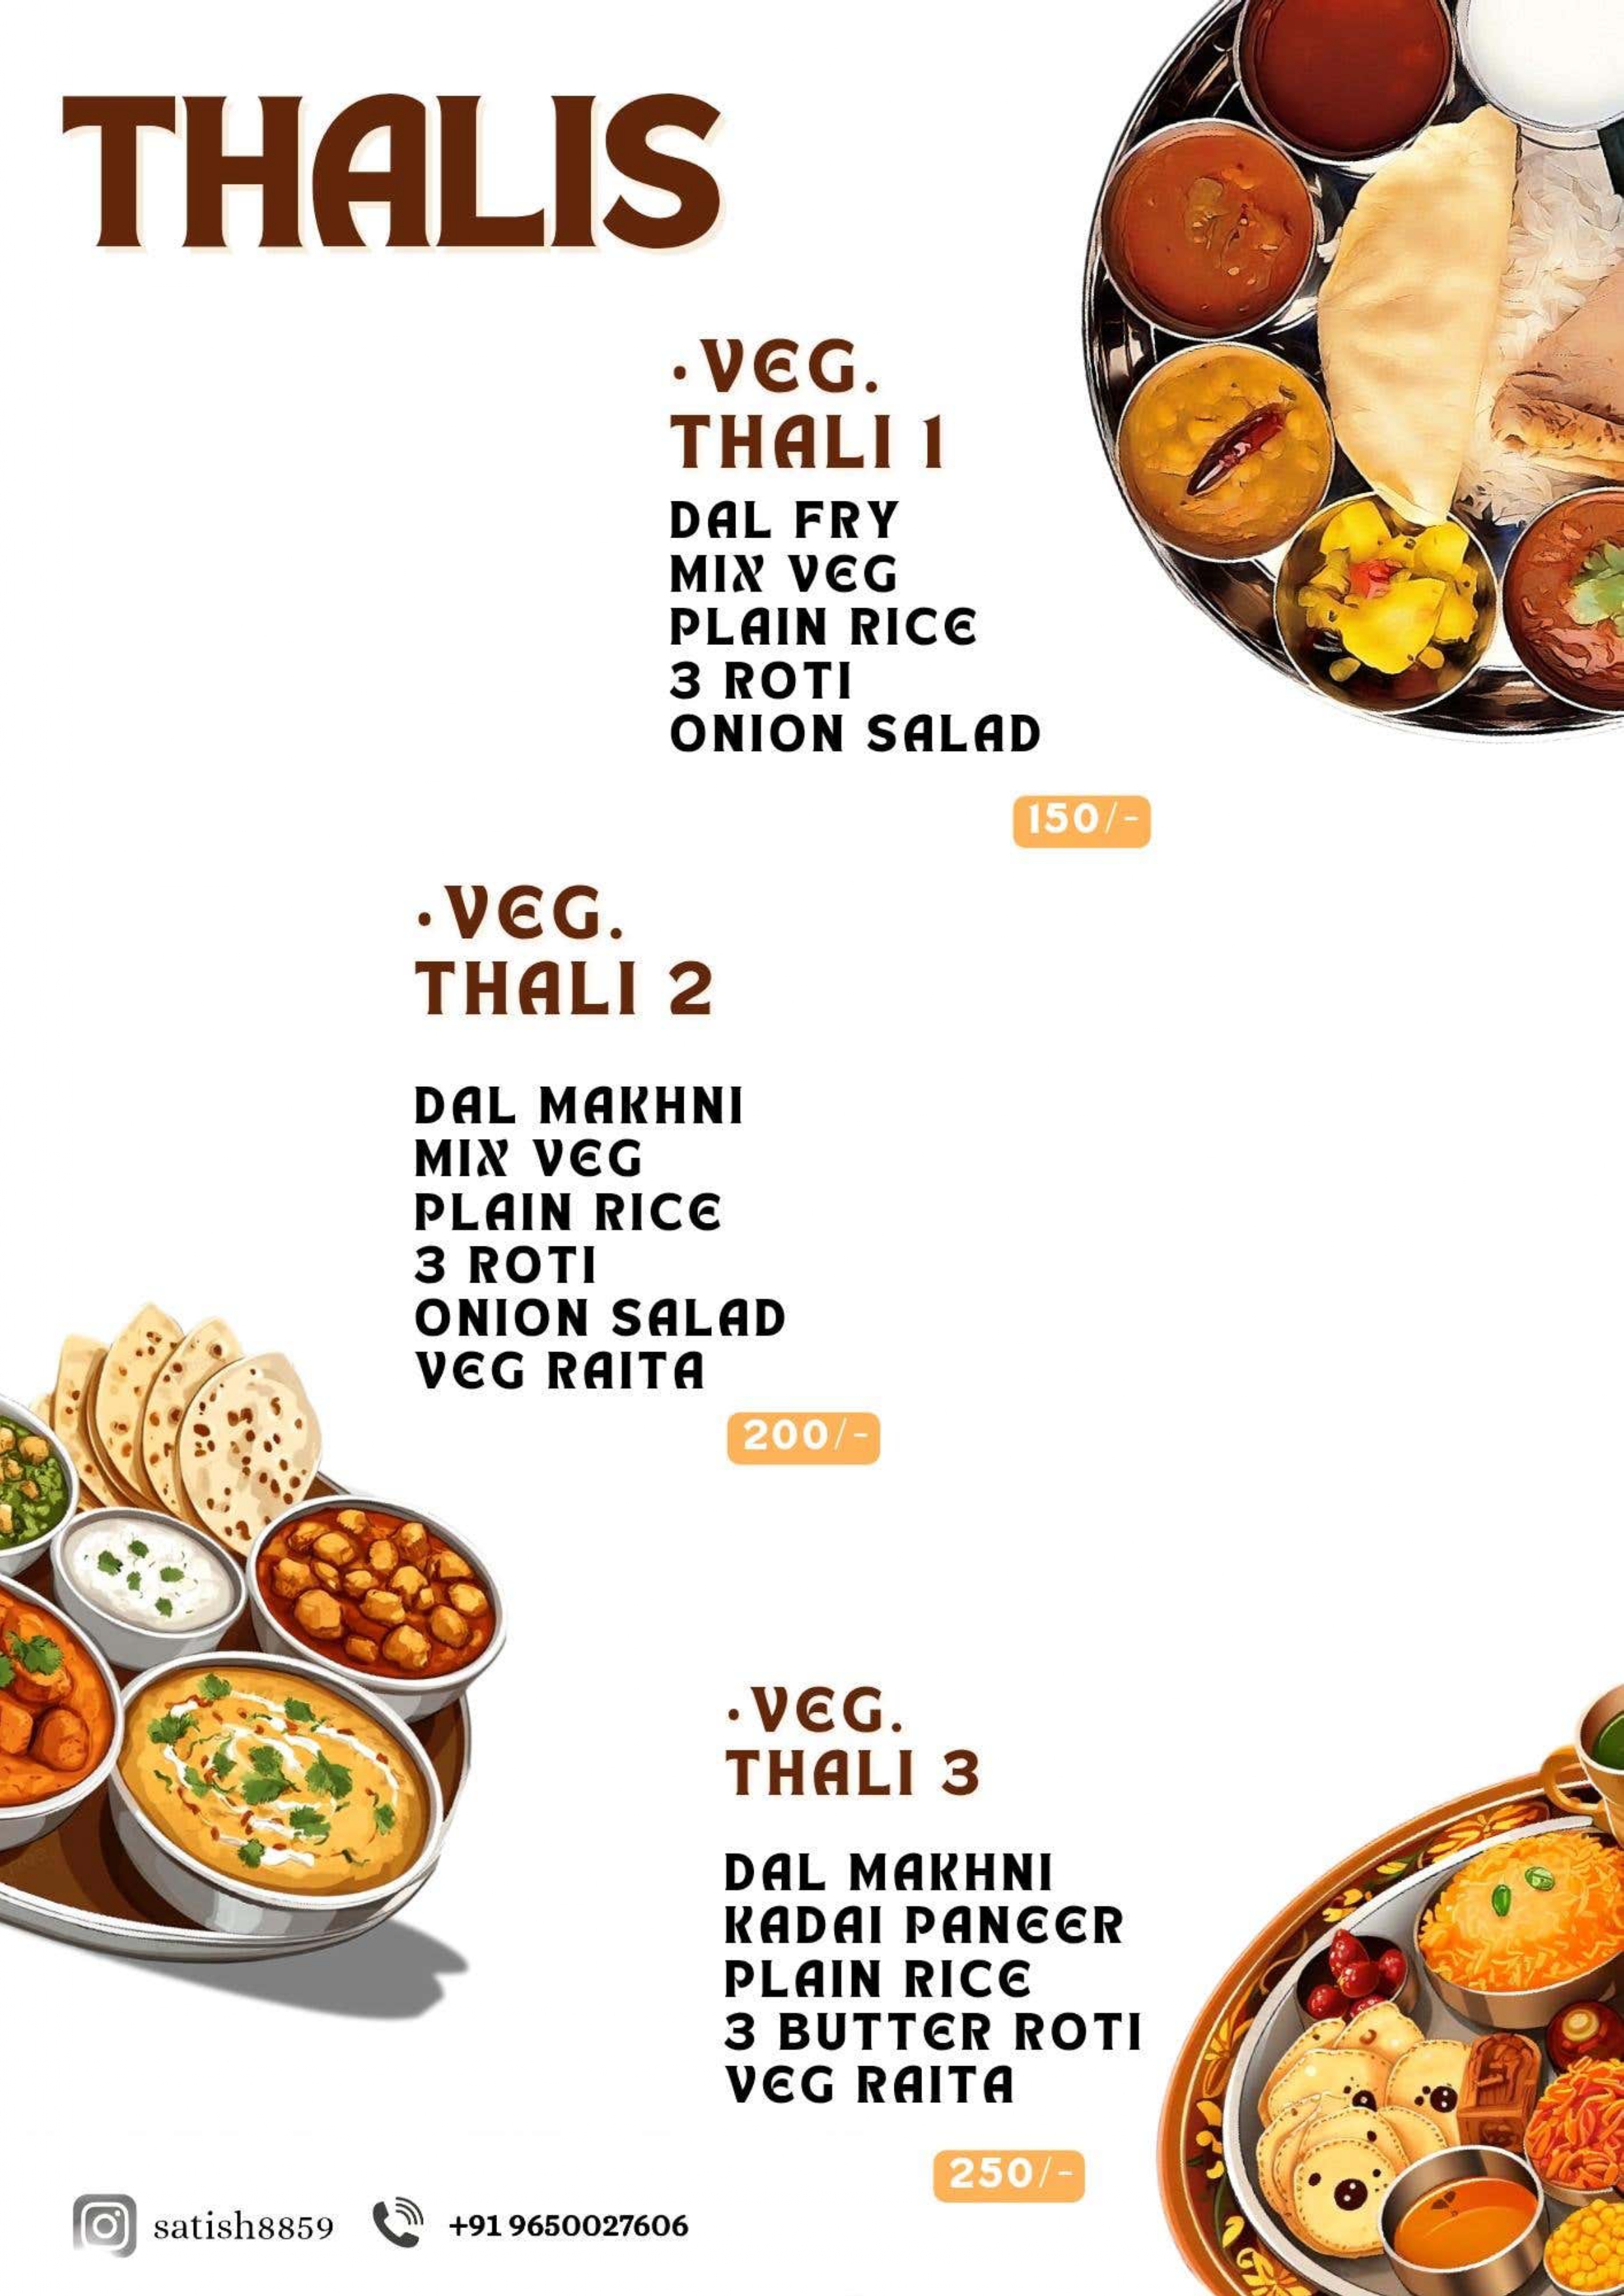 THALIS
·VEG.
THALI 1
DAL FRY
MIX VEG
PLAIN RICE
3 ROTI
ONION SALAD
150/-
·VEG.
THALI 2
DAL MAKHNI
MIX VEG
PLAIN RICE
3 ROTI
ONION SALAD
VEG RAITA
200/-
·VEG.
THALI 3
DAL MAKHNI
KADAI PANEER
PLAIN RICE
3 BUTTER ROTI
VEG RAITA
250/-
satish8859 +91 9650027606